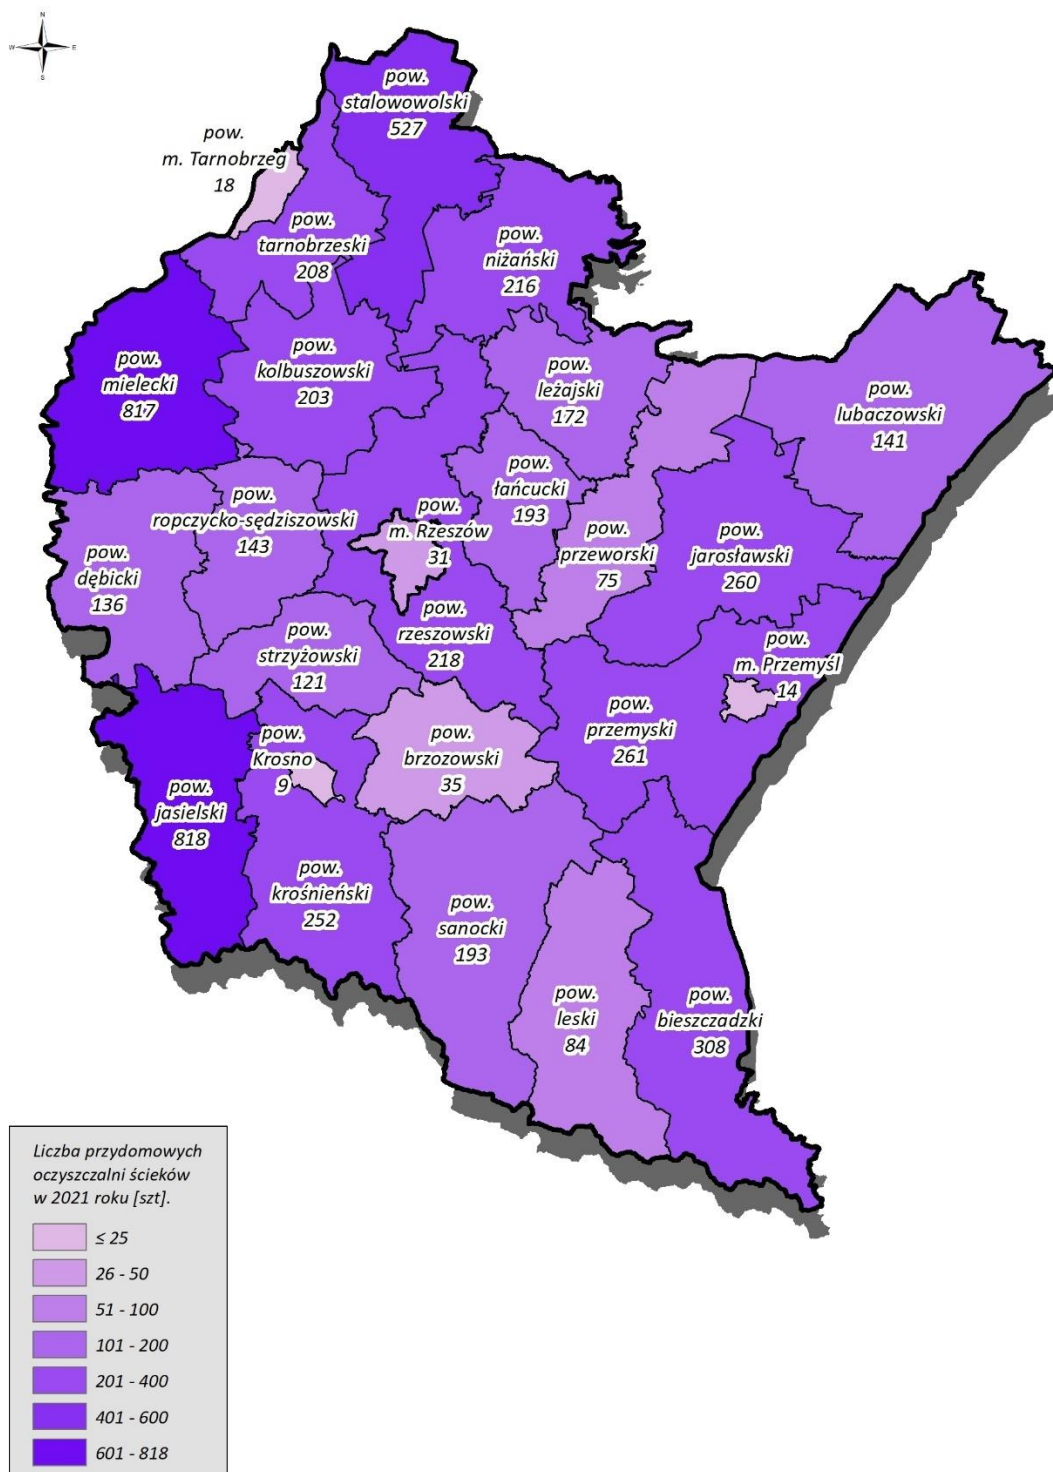 N
W
E
S
pow.
stalowowolski
527
pow.
m. Tarnobrzeg
18
pow.
tarnobrzeski
208
pow.
niżański
216
pow.
mielecki
817
pow.
kolbuszowski
203
pow.
leżajski
172
pow.
lubaczowski
141
pow.
ropczycko-sędziszowski
143
pow.
łańcucki
193
pow.
m. Rzeszów
31
pow.
przeworski
75
pow.
jarosławski
260
pow.
dębicki
136
pow.
rzeszowski
218
pow.
strzyżowski
121
pow.
m. Przemyśl
14
pow.
przemyski
261
pow.
Krosno
9
pow.
brzozowski
35
pow.
jasielski
818
pow.
krośnieński
252
pow.
sanocki
193
pow.
leski
84
pow.
bieszczadzki
308
Liczba przydomowych
oczyszczalni ścieków
w 2021 roku [szt].
≤ 25
26 - 50
51 - 100
101 - 200
201 - 400
401 - 600
601 - 818